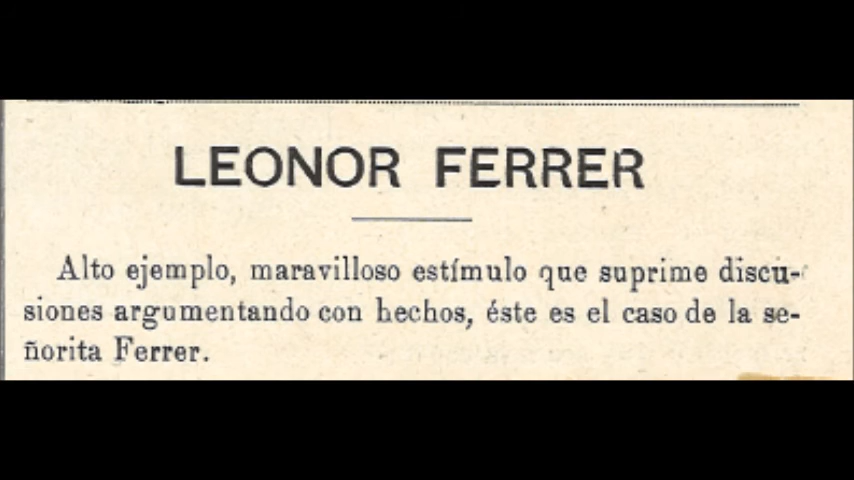 LEONOR FERRER
Alto ejemplo, maravilloso estímulo que suprime discu-
siones argumentando con hechos, éste es el caso de la se-
ñorita Ferrer.